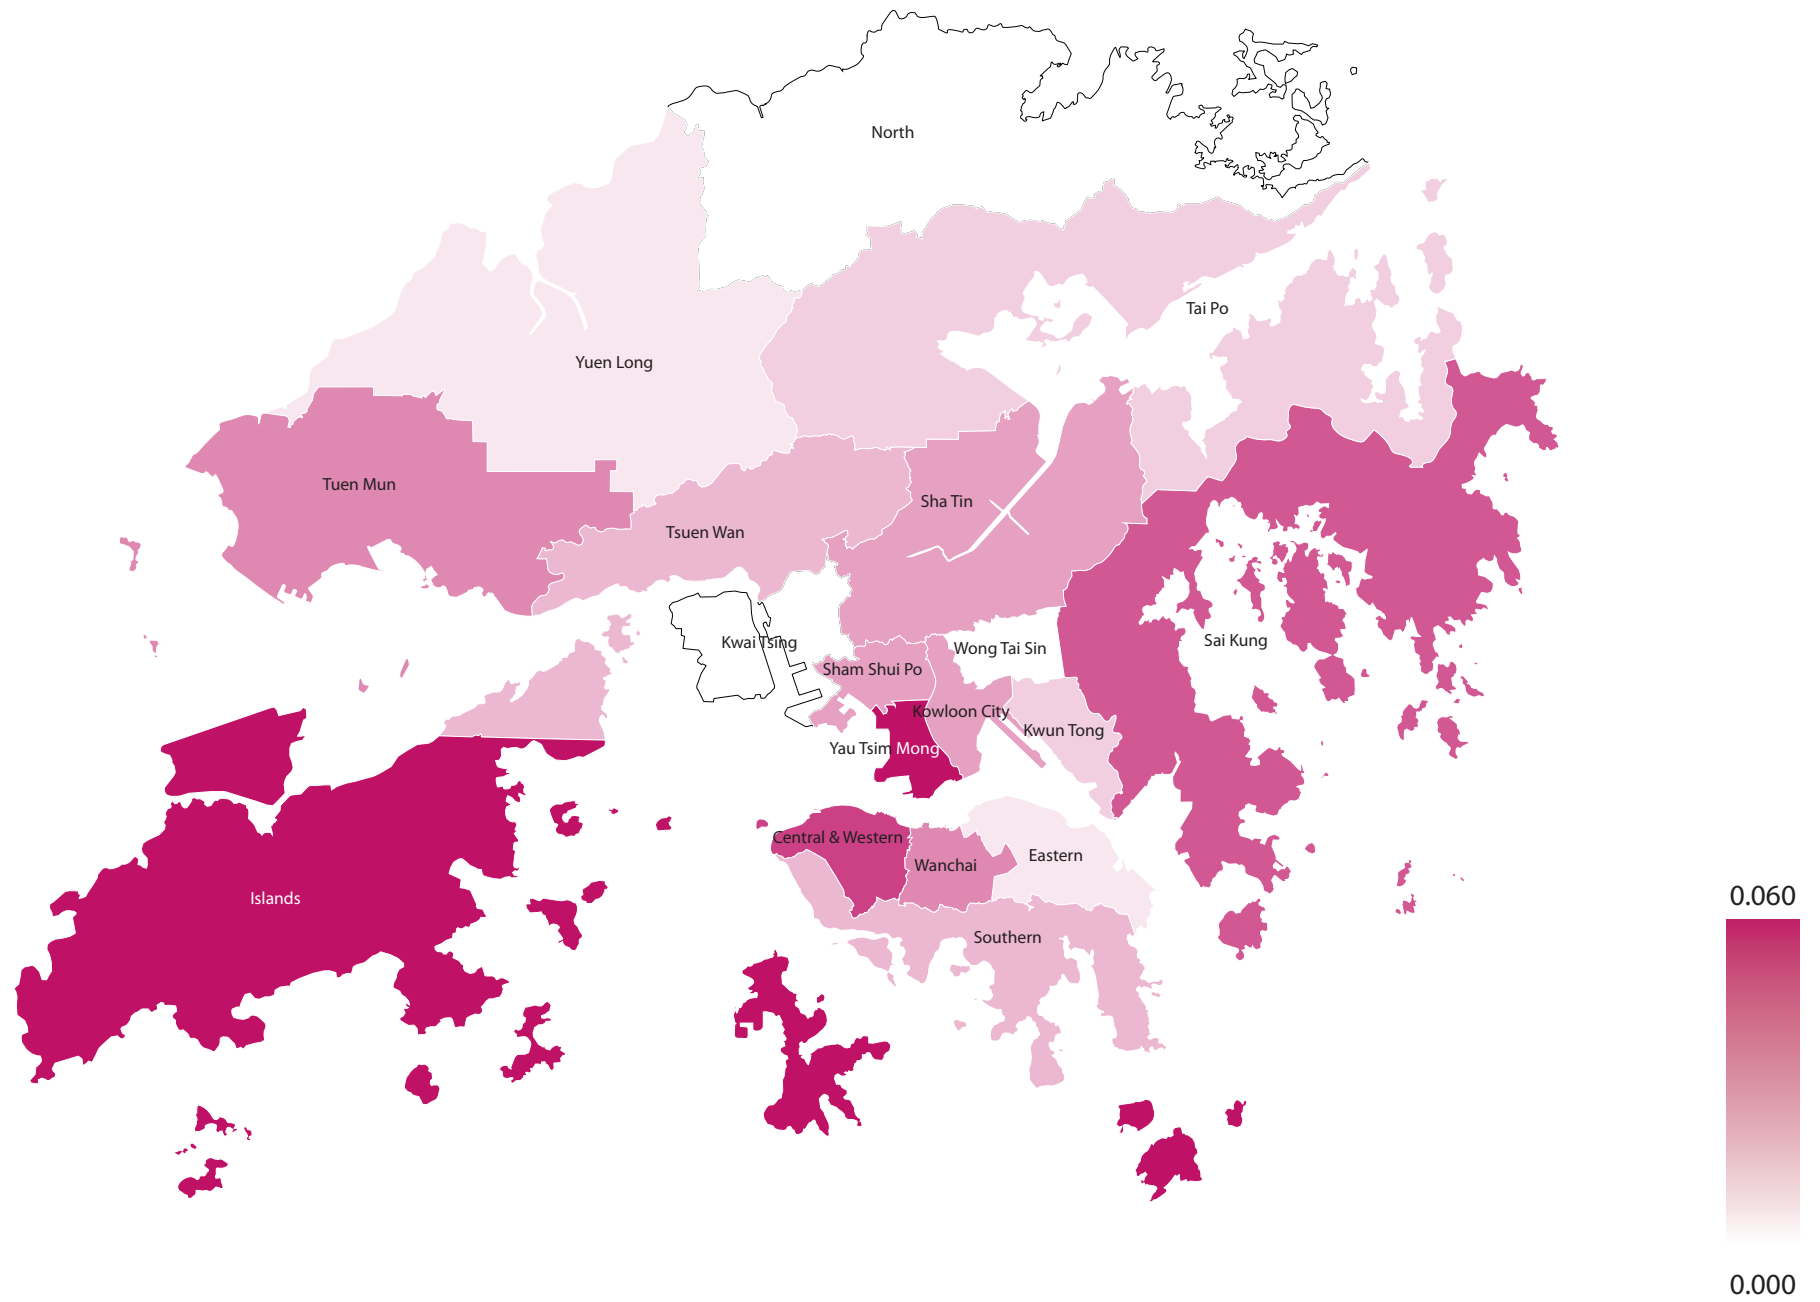 North
Tai Po
Yuen Long
Tuen Mun
Sha Tin
Tsuen Wan
Kwai Tsing
Wong Tai Sin
Sai Kung
Sham Shui Po
Kowloon City
Kwun Tong
Yau Tsim Mong
Central & Western
Wanchai
Eastern
Islands
Southern
0.060
0.000